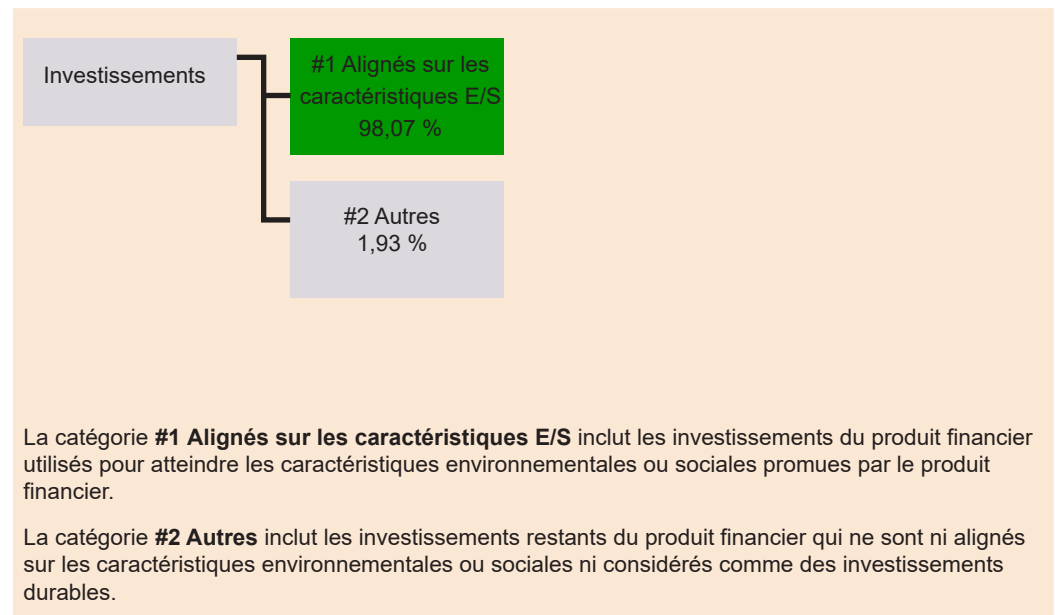 Investissements
#1 Alignés sur les
caractéristiques E/S
98,07 %
#2 Autres
1,93 %
La catégorie #1 Alignés sur les caractéristiques E/S inclut les investissements du produit financier
utilisés pour atteindre les caractéristiques environnementales ou sociales promues par le produit
financier.
La catégorie #2 Autres inclut les investissements restants du produit financier qui ne sont ni alignés
sur les caractéristiques environnementales ou sociales ni considérés comme des investissements
durables.